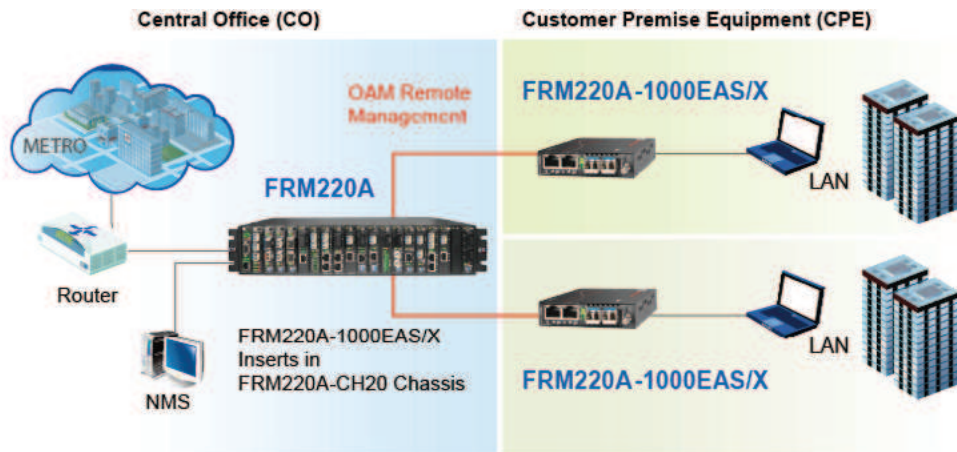 Central Office (CO)
Customer Premise Equipment (CPE)
METRO
OAM Remote
Management
FRM220A
Router
NMS
FRM220A-1000EAS/X
Inserts in
FRM220A-CH20 Chassis
FRM220A-1000EAS/X
LAN
LAN
FRM220A-1000EAS/X